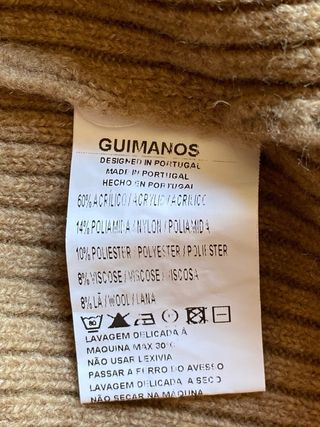 GUIMANOS
DESIGNED IN PORTUGAL
MADE IN PORTUGAL
HECHO EN PORTUGAL
60% ACRILICO / ACRYLIC / ACRILICO
14% POLIAMIDA / NYLON / POLIAMIDA
10% POLIESTER / POLYESTER / POLIESTER
8% VISCOSE / VISCOSE / VISCOSA
8% LÃ / WOOL / LANA
LAVAGEM DELICADA Á
MAQUINA MAX 30ºC
NÃO USAR LEXIVIA
PASSAR A FERRO DO AVESSO
LAVAGEM DELICADA A SECO
NÃO SECAR NA MAQUINA